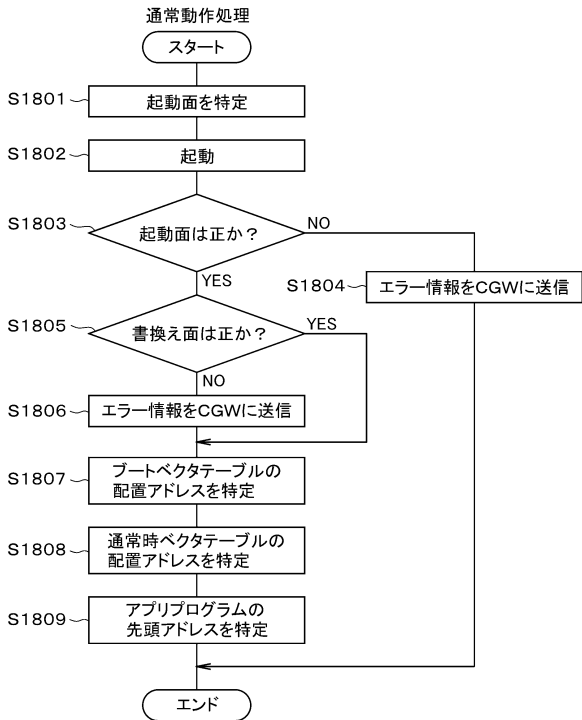 通常動作処理
スタート
S1801
起動面を特定
S1802
起動
S1803
起動面は正か？
NO
YES
S1804
エラー情報をCGWに送信
S1805
書換え面は正か？
YES
NO
S1806
エラー情報をCGWに送信
S1807
ブートベクタテーブルの
配置アドレスを特定
S1808
通常時ベクタテーブルの
配置アドレスを特定
S1809
アプリプログラムの
先頭アドレスを特定
エンド